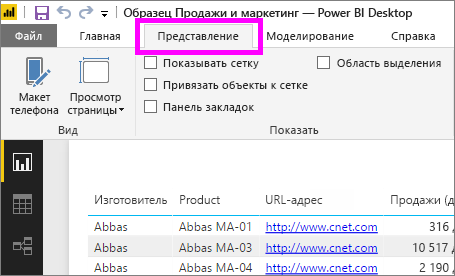 Образец Продажи и маркетинг — Power BI Desktop
Файл Главная Представление Моделирование Справка
Макет телефона
Просмотр страницы
Вид
Показывать сетку
Привязать объекты к сетке
Панель закладок
Область выделения
Показать
Изготовитель Product URL-адрес Продажи (д
Abbas Abbas MA-01 http://www.cnet.com 316 д
Abbas Abbas MA-03 http://www.cnet.com 10 517 д
Abbas Abbas MA-04 http://www.cnet.com 2 190 д